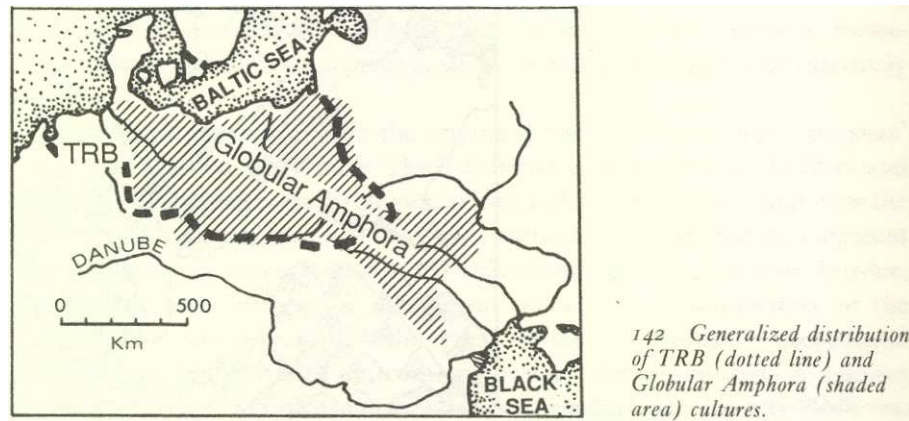 BALTIC SEA
TRB
Globular Amphora
DANUBE
0 500
Km
BLACK
SEA
142 Generalized distribution
of TRB (dotted line) and
Globular Amphora (shaded
area) cultures.